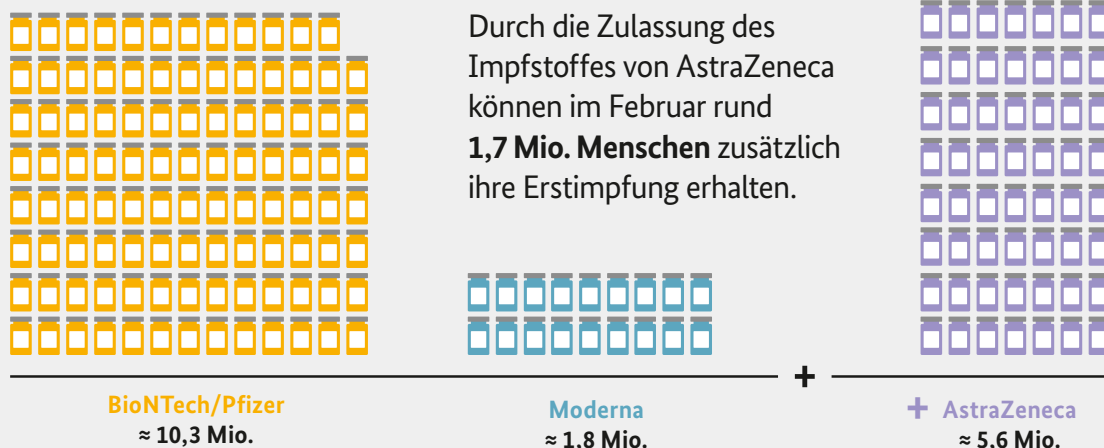 Durch die Zulassung des
Impfstoffes von AstraZeneca
können im Februar rund
1,7 Mio. Menschen zusätzlich
ihre Erstimpfung erhalten.
+
BioNTech/Pfizer
≈ 10,3 Mio.
Moderna
≈ 1,8 Mio.
+ AstraZeneca
≈ 5,6 Mio.